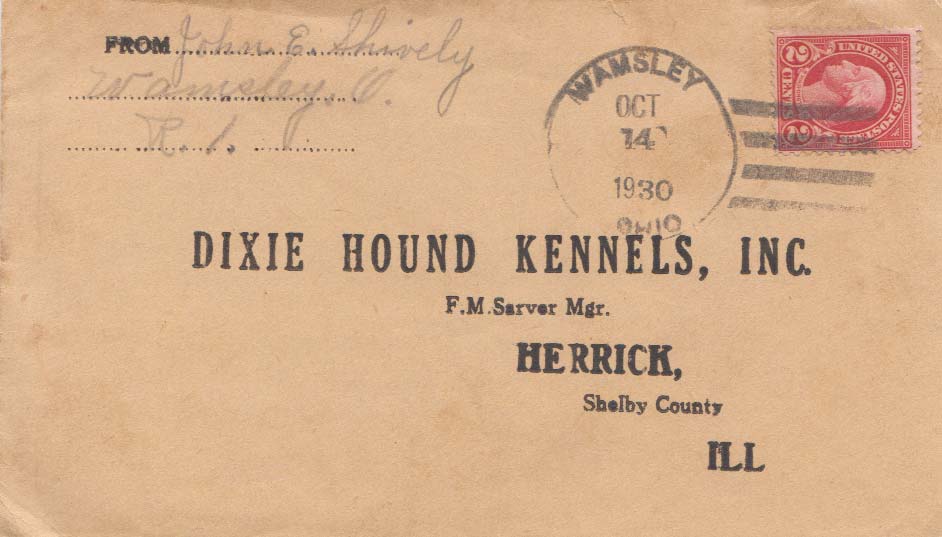 FROM John E. Shively
Wamsley, O.
R. 1.
WAMSLEY
OCT
14
1930
OHIO
UNITED STATES POSTAGE
2 CENTS 2
DIXIE HOUND KENNELS, INC.
F.M.Sarver Mgr.
HERRICK,
Shelby County
ILL